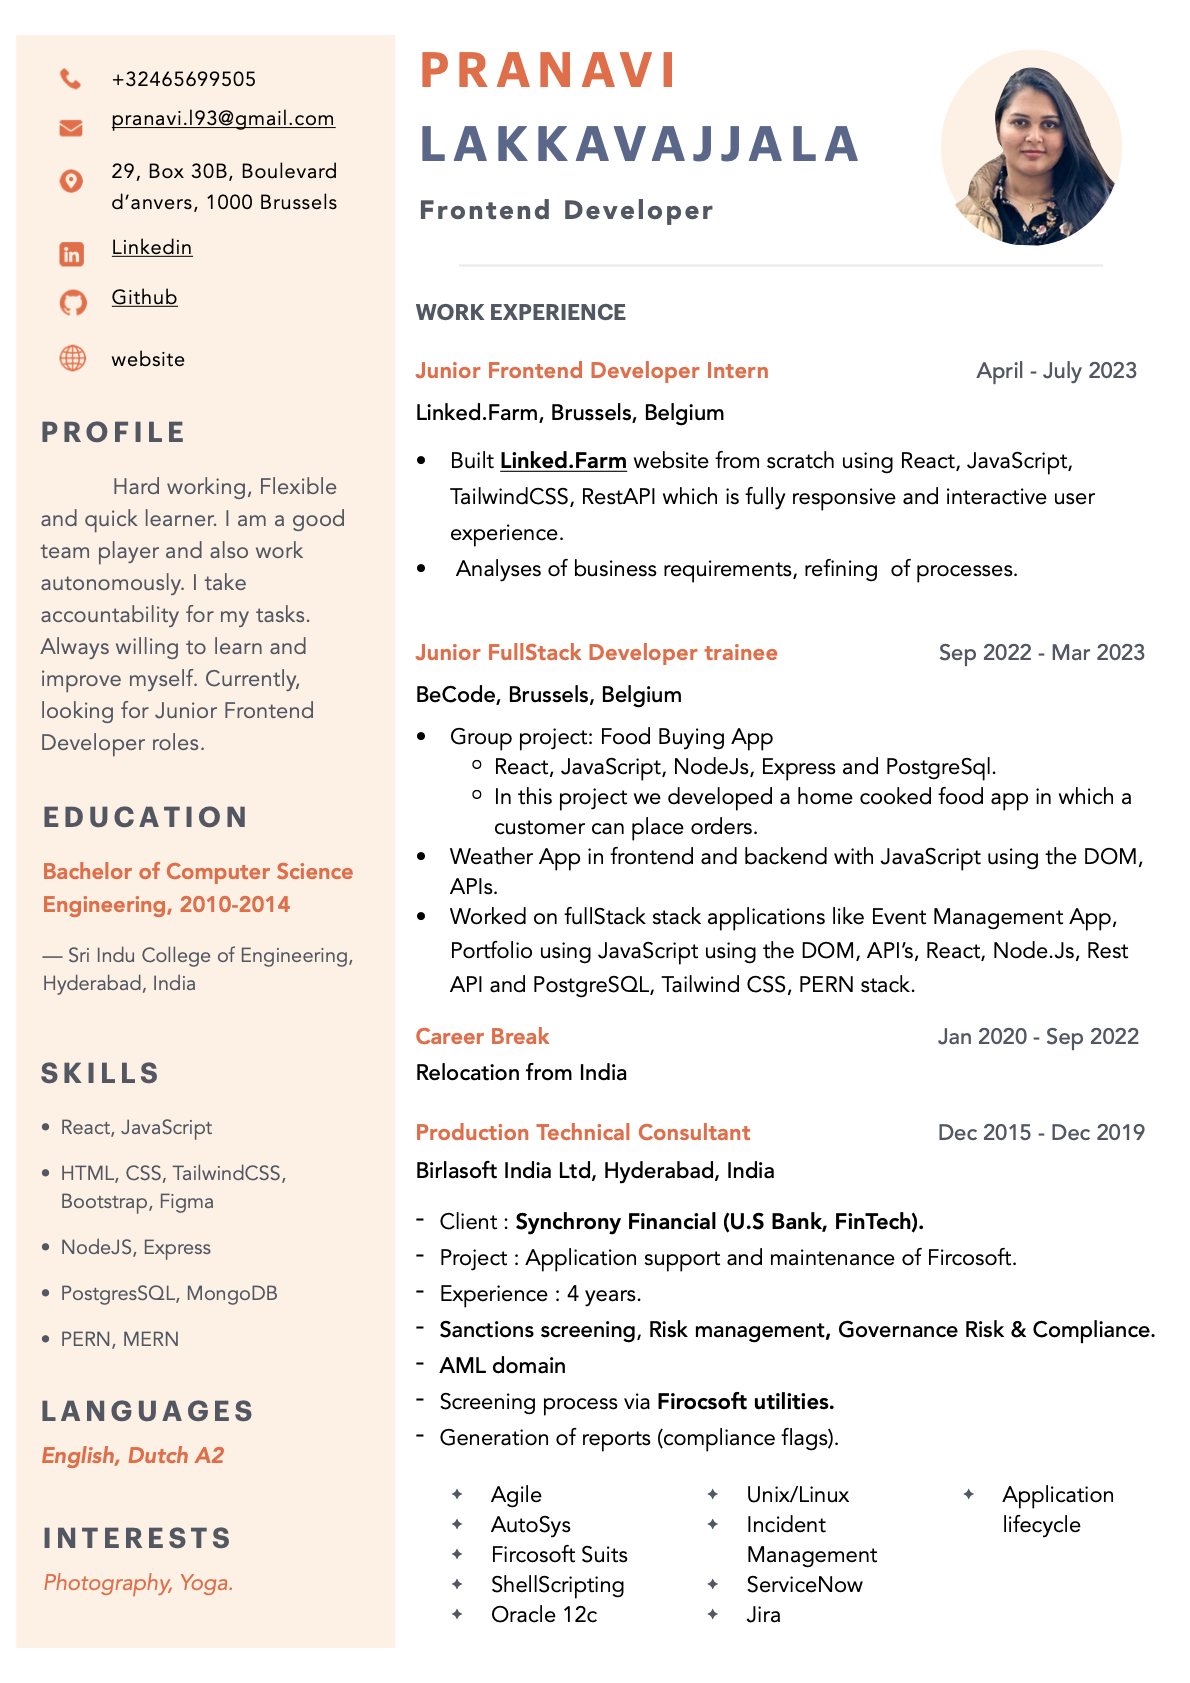 +32465699505
pranavi.l93@gmail.com
29, Box 30B, Boulevard
d’anvers, 1000 Brussels
Linkedin
Github
website
PROFILE
Hard working, Flexible
and quick learner. I am a good
team player and also work
autonomously. I take
accountability for my tasks.
Always willing to learn and
improve myself. Currently,
looking for Junior Frontend
Developer roles.
EDUCATION
Bachelor of Computer Science
Engineering, 2010-2014
— Sri Indu College of Engineering,
Hyderabad, India
SKILLS
• React, JavaScript
• HTML, CSS, TailwindCSS,
Bootstrap, Figma
• NodeJS, Express
• PostgresSQL, MongoDB
• PERN, MERN
LANGUAGES
English, Dutch A2
INTERESTS
Photography, Yoga.
PRANAVI
LAKKAVAJJALA
Frontend Developer
WORK EXPERIENCE
Junior Frontend Developer Intern April - July 2023
Linked.Farm, Brussels, Belgium
• Built Linked.Farm website from scratch using React, JavaScript,
TailwindCSS, RestAPI which is fully responsive and interactive user
experience.
• Analyses of business requirements, refining of processes.
Junior FullStack Developer trainee Sep 2022 - Mar 2023
BeCode, Brussels, Belgium
• Group project: Food Buying App
○ React, JavaScript, NodeJs, Express and PostgreSql.
○ In this project we developed a home cooked food app in which a
customer can place orders.
• Weather App in frontend and backend with JavaScript using the DOM,
APIs.
• Worked on fullStack stack applications like Event Management App,
Portfolio using JavaScript using the DOM, API’s, React, Node.Js, Rest
API and PostgreSQL, Tailwind CSS, PERN stack.
Career Break Jan 2020 - Sep 2022
Relocation from India
Production Technical Consultant Dec 2015 - Dec 2019
Birlasoft India Ltd, Hyderabad, India
- Client : Synchrony Financial (U.S Bank, FinTech).
- Project : Application support and maintenance of Fircosoft.
- Experience : 4 years.
- Sanctions screening, Risk management, Governance Risk & Compliance.
- AML domain
- Screening process via Firocsoft utilities.
- Generation of reports (compliance flags).
✦ Agile
✦ AutoSys
✦ Fircosoft Suits
✦ ShellScripting
✦ Oracle 12c
✦ Unix/Linux
✦ Incident
Management
✦ ServiceNow
✦ Jira
✦ Application
lifecycle